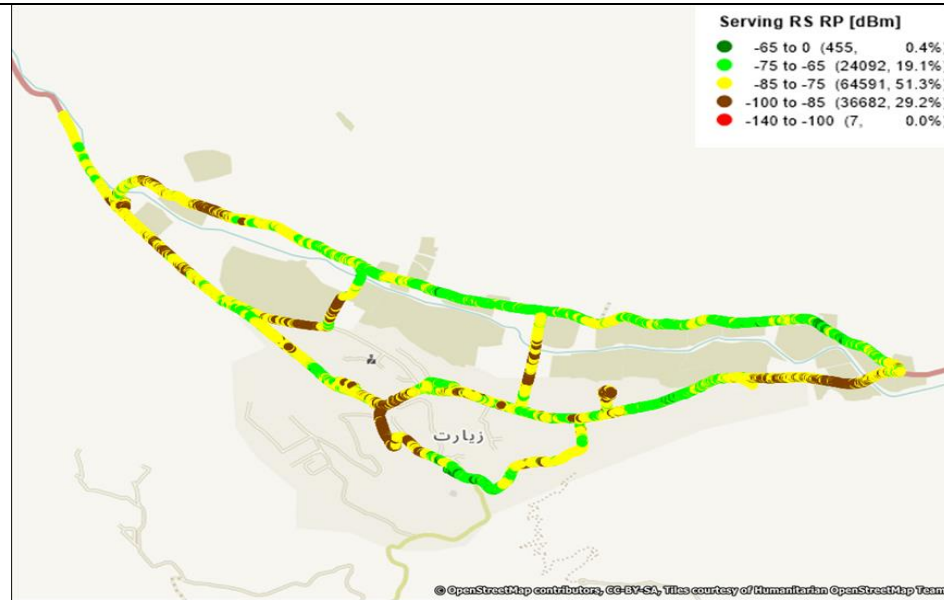 Serving RS RP [dBm]
-65 to 0 (455, 0.4%)
-75 to -65 (24092, 19.1%)
-85 to -75 (64591, 51.3%)
-100 to -85 (36682, 29.2%)
-140 to -100 (7, 0.0%)
زیارت
© OpenStreetMap contributors, CC-BY-SA, Tiles courtesy of Humanitarian OpenStreetMap Team